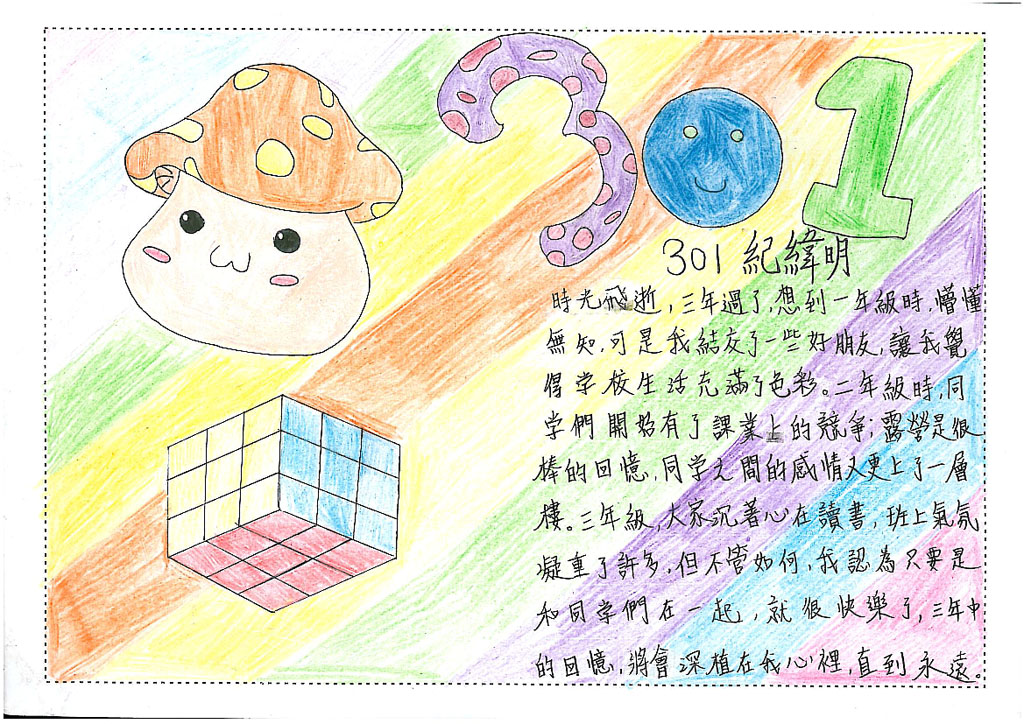 301
301 紀緯明
時光飛逝,三年過了,想到一年級時,懵懂
無知,可是我結交了一些好朋友,讓我覺
得学校生活充滿了色彩。二年級時,同
学們開始有了課業上的競爭;露營是很
棒的回憶,同学之間的感情又更上了一層
樓。三年級,大家沉著心在讀書,班上氣氛
凝重了許多,但不管如何,我認為只要是
和同学們在一起,就很快樂了,三年中
的回憶,將會深植在我心裡,直到永遠。